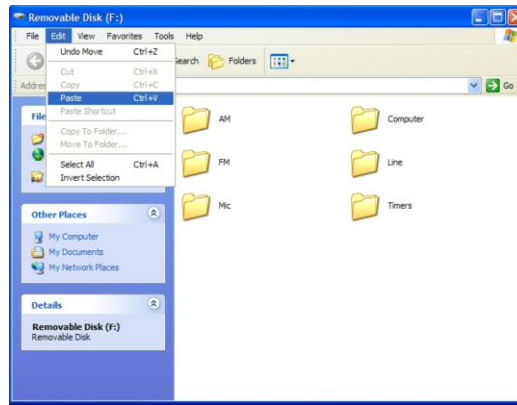 Removable Disk (F:)
File Edit View Favorites Tools Help
Undo Move Ctrl+Z
Search Folders
Cut Ctrl+X
Copy Ctrl+C
Go
Paste Ctrl+V
Paste Shortcut
Copy To Folder...
Move To Folder...
Select All Ctrl+A
Invert Selection
AM Computer
FM Line
Mic Timers
Other Places
My Computer
My Documents
My Network Places
Details
Removable Disk (F:)
Removable Disk